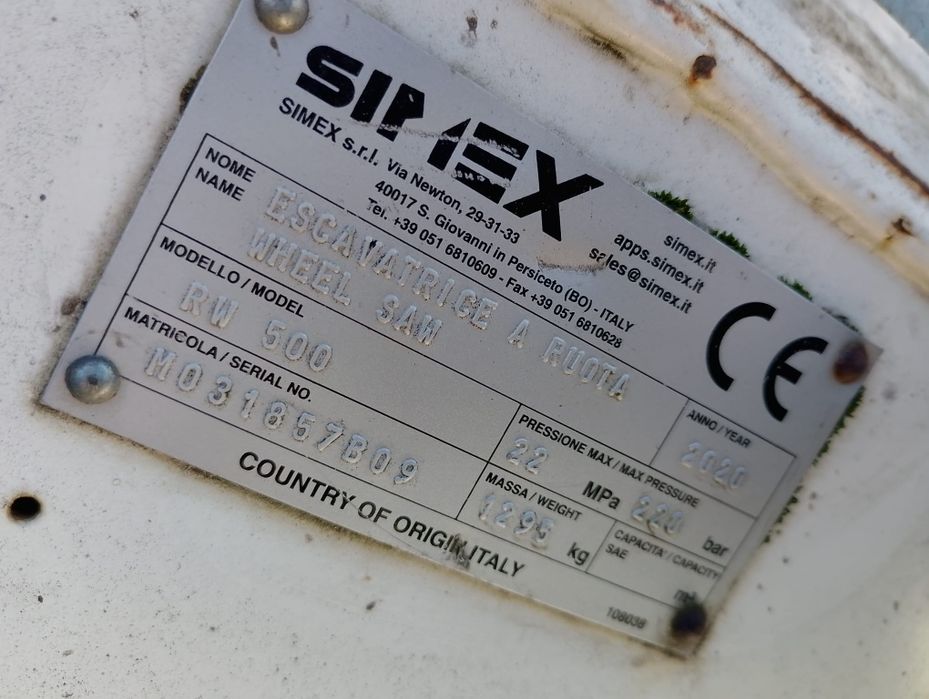 SIMEX
SIMEX s.r.l. Via Newton, 29-31-33
40017 S. Giovanni in Persiceto (BO) - ITALY
Tel. +39 051 6810609 - Fax +39 051 6810628
simex.it
apps.simex.it
sales@simex.it
CE
NOME
NAME
ESCAVATRICE A RUOTA
WHEEL SAW
MODELLO / MODEL
RW 500
ANNO / YEAR
2020
MATRICOLA / SERIAL NO.
M031857B09
PRESSIONE MAX / MAX PRESSURE
22 MPa 220 bar
MASSA / WEIGHT
1295 kg
CAPACITA' / CAPACITY
SAE
m³
COUNTRY OF ORIGIN ITALY
108038